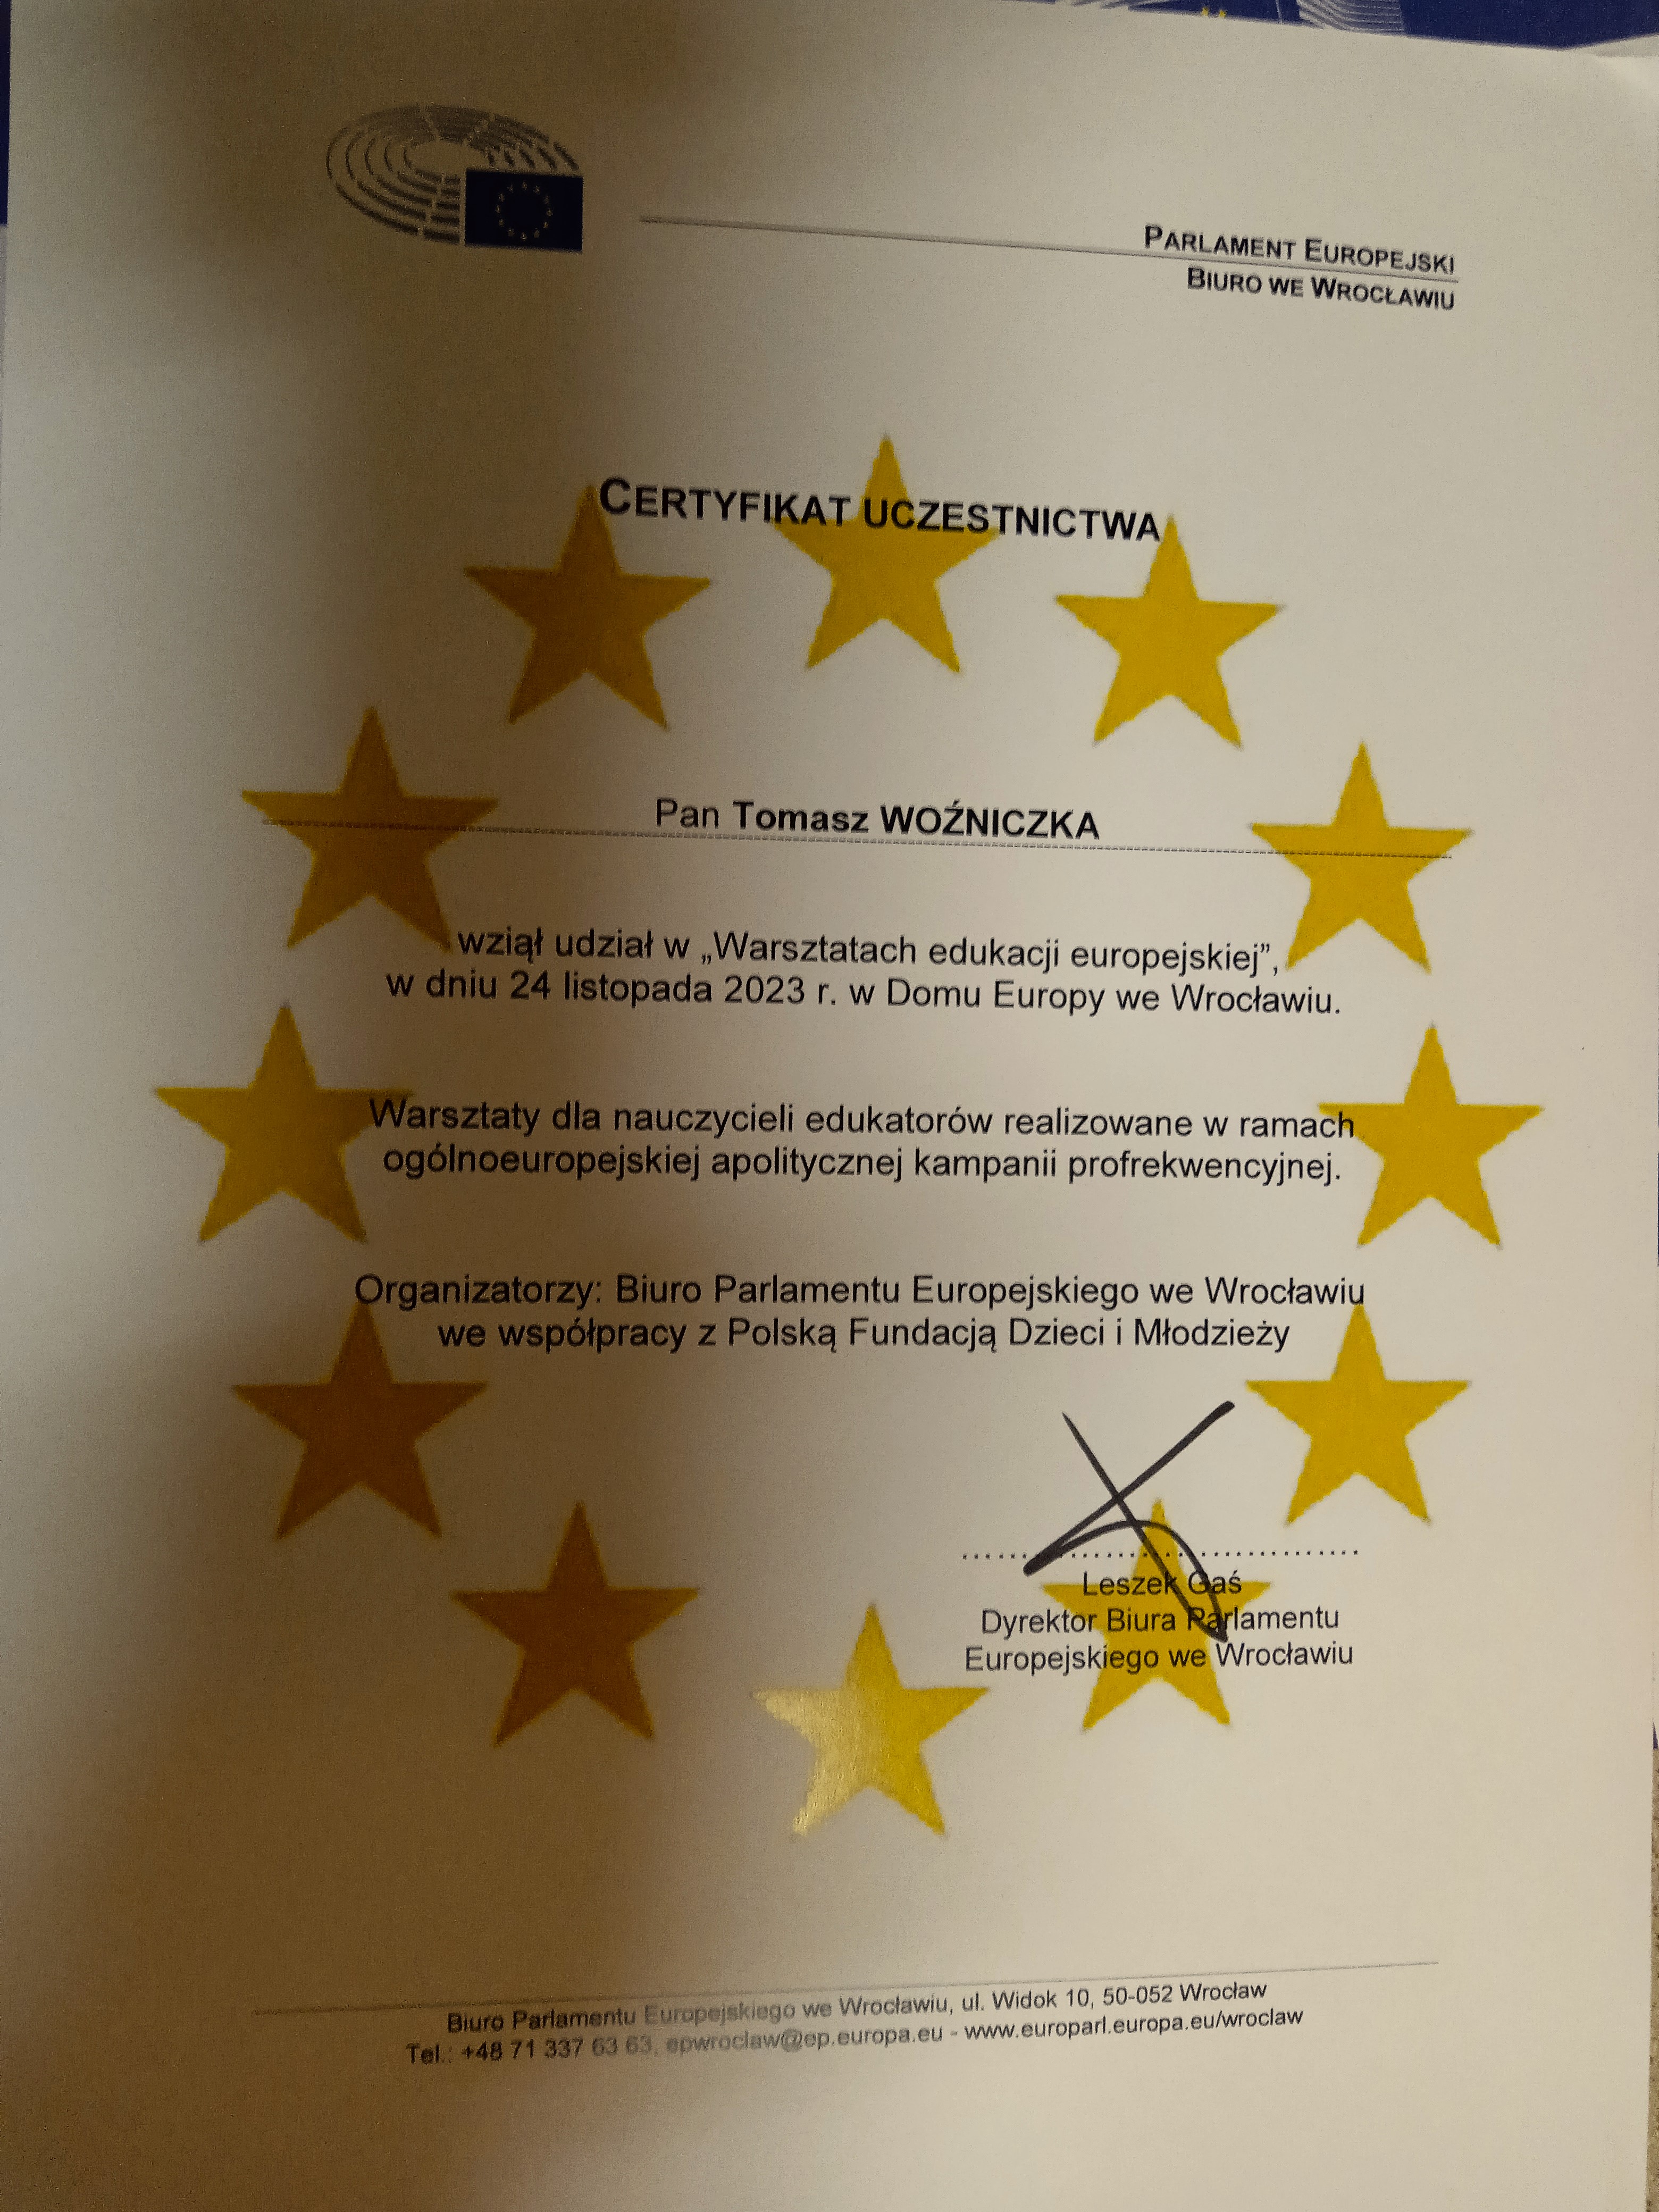 PARLAMENT EUROPEJSKI
BIURO WE WROCŁAWIU
CERTYFIKAT UCZESTNICTWA
Pan Tomasz WOŹNICZKA
wziął udział w „Warsztatach edukacji europejskiej”,
w dniu 24 listopada 2023 r. w Domu Europy we Wrocławiu.
Warsztaty dla nauczycieli edukatorów realizowane w ramach
ogólnoeuropejskiej apolitycznej kampanii profrekwencyjnej.
Organizatorzy: Biuro Parlamentu Europejskiego we Wrocławiu
we współpracy z Polską Fundacją Dzieci i Młodzieży
Leszek Gaś
Dyrektor Biura Parlamentu
Europejskiego we Wrocławiu
Biuro Parlamentu Europejskiego we Wrocławiu, ul. Widok 10, 50-052 Wrocław
Tel.: +48 71 337 63 63, epwroclaw@ep.europa.eu - www.europarl.europa.eu/wroclaw